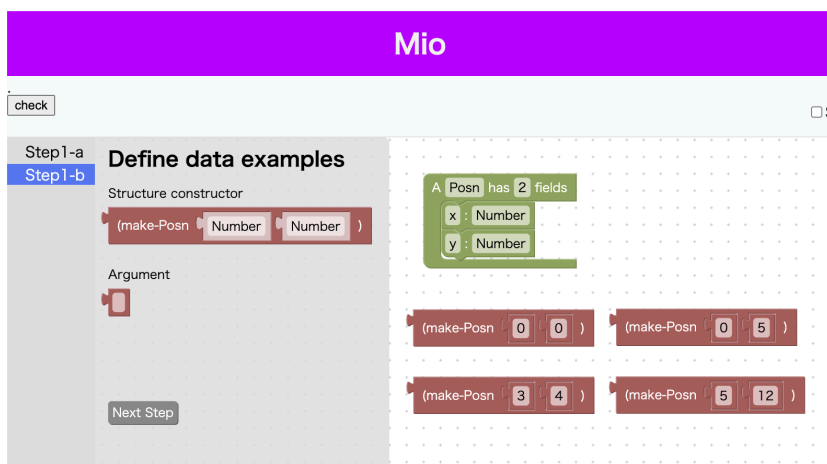 Mio
.
check
Step1-a
Step1-b
Define data examples
Structure constructor
(make-Posn Number Number )
Argument
Next Step
A Posn has 2 fields
x : Number
y : Number
(make-Posn 0 0 )
(make-Posn 0 5 )
(make-Posn 3 4 )
(make-Posn 5 12 )